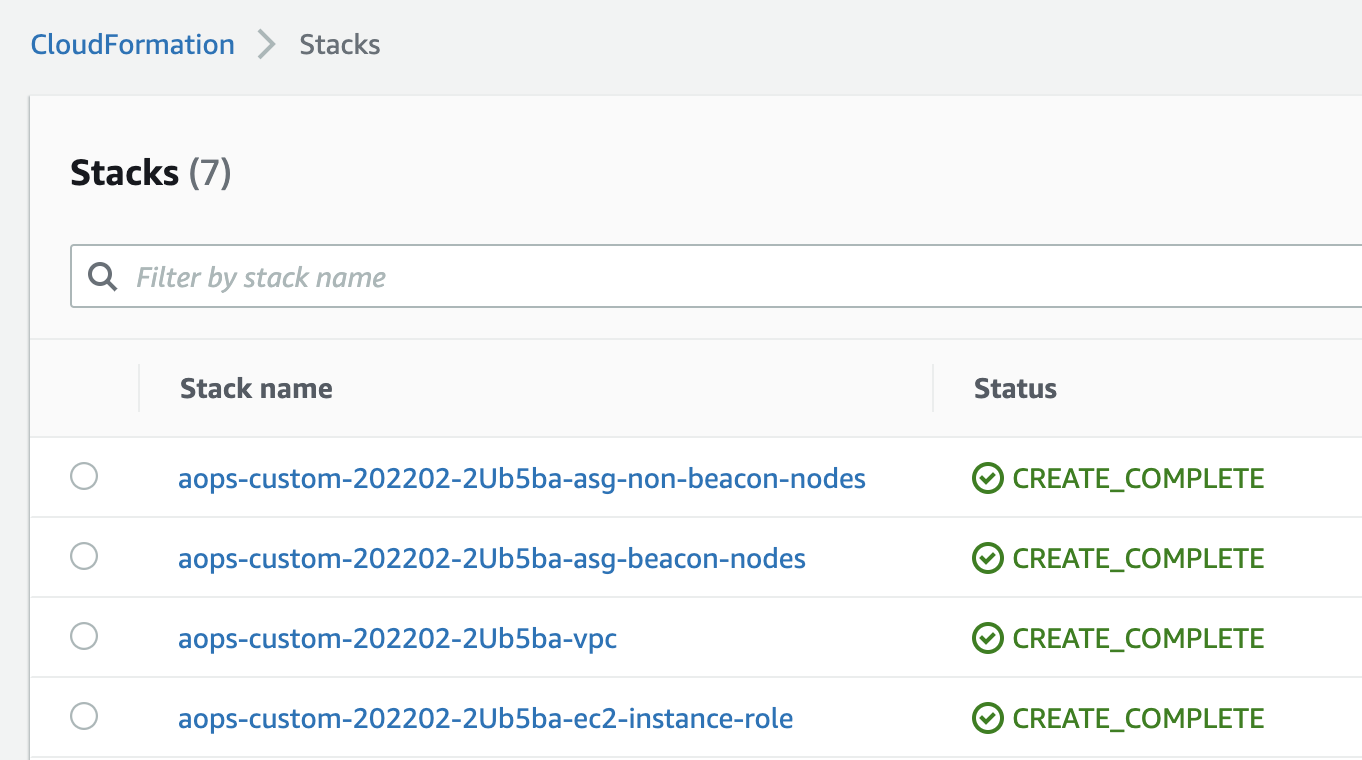 CloudFormation > Stacks
Stacks (7)
Filter by stack name
Stack name Status
aops-custom-202202-2Ub5ba-asg-non-beacon-nodes CREATE_COMPLETE
aops-custom-202202-2Ub5ba-asg-beacon-nodes CREATE_COMPLETE
aops-custom-202202-2Ub5ba-vpc CREATE_COMPLETE
aops-custom-202202-2Ub5ba-ec2-instance-role CREATE_COMPLETE